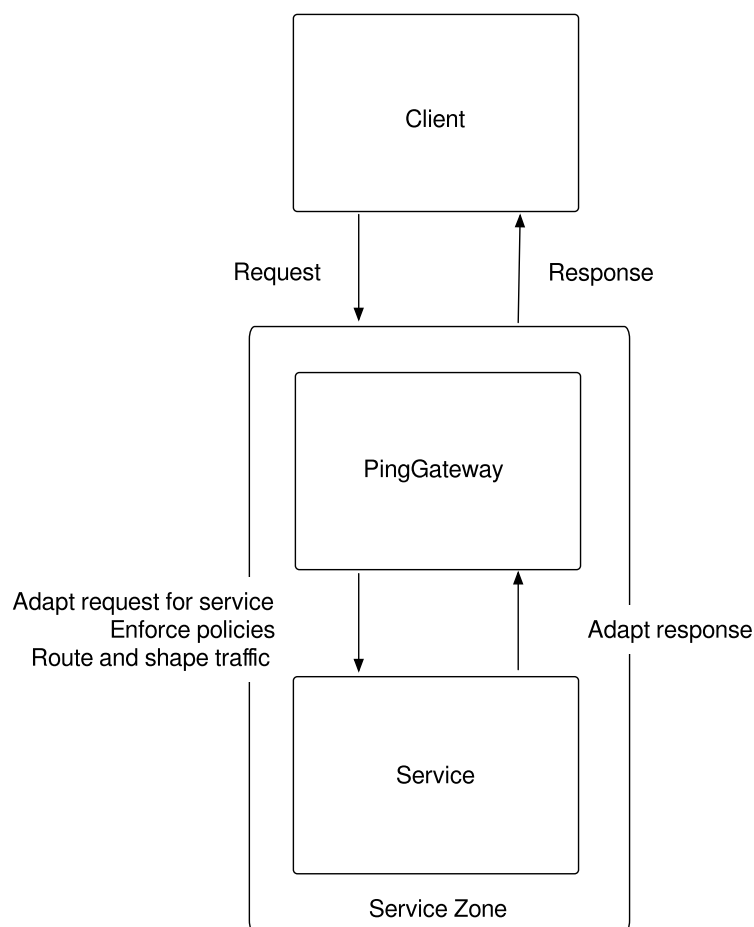 Client
Request
Response
PingGateway
Adapt request for service
Enforce policies
Route and shape traffic
Adapt response
Service
Service Zone